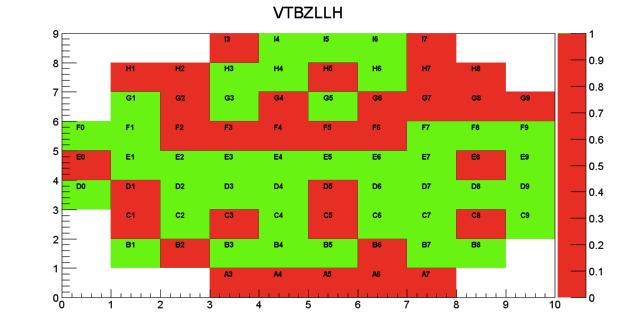 VTBZLLH
9 I3 I4 I5 I6 I7 1
0.9
8 H1 H2 H3 H4 H5 H6 H7 H8
0.8
7 G1 G2 G3 G4 G5 G6 G7 G8 G9
0.7
6 F0 F1 F2 F3 F4 F5 F6 F7 F8 F9
0.6
5 E0 E1 E2 E3 E4 E5 E6 E7 E8 E9
0.5
4 D0 D1 D2 D3 D4 D5 D6 D7 D8 D9
0.4
3 C1 C2 C3 C4 C5 C6 C7 C8 C9
0.3
2 B1 B2 B3 B4 B5 B6 B7 B8
0.2
1 A3 A4 A5 A6 A7
0.1
0 0
0 1 2 3 4 5 6 7 8 9 10